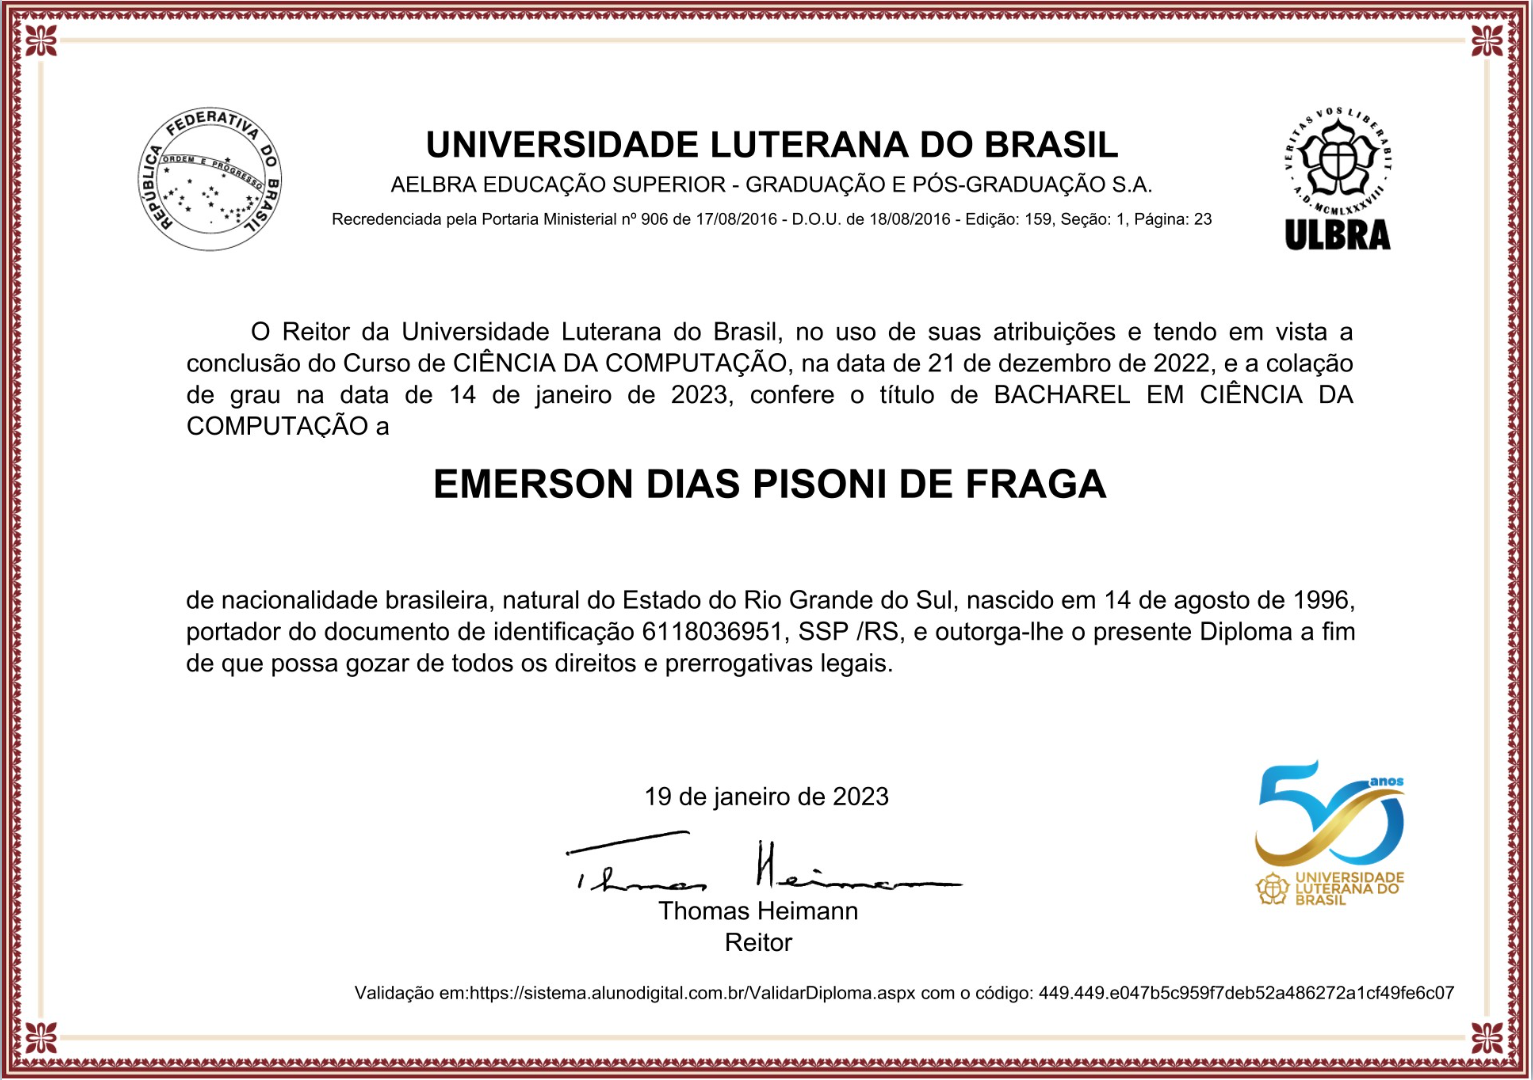 REPÚBLICA FEDERATIVA DO BRASIL
ORDEM E PROGRESSO
UNIVERSIDADE LUTERANA DO BRASIL
AELBRA EDUCAÇÃO SUPERIOR - GRADUAÇÃO E PÓS-GRADUAÇÃO S.A.
Recredenciada pela Portaria Ministerial nº 906 de 17/08/2016 - D.O.U. de 18/08/2016 - Edição: 159, Seção: 1, Página: 23
VERITAS VOS LIBERABIT
A.D. MCMLXXXVIII
ULBRA
O Reitor da Universidade Luterana do Brasil, no uso de suas atribuições e tendo em vista a
conclusão do Curso de CIÊNCIA DA COMPUTAÇÃO, na data de 21 de dezembro de 2022, e a colação
de grau na data de 14 de janeiro de 2023, confere o título de BACHAREL EM CIÊNCIA DA
COMPUTAÇÃO a
EMERSON DIAS PISONI DE FRAGA
de nacionalidade brasileira, natural do Estado do Rio Grande do Sul, nascido em 14 de agosto de 1996,
portador do documento de identificação 6118036951, SSP /RS, e outorga-lhe o presente Diploma a fim
de que possa gozar de todos os direitos e prerrogativas legais.
19 de janeiro de 2023
Thomas Heimann
Thomas Heimann
Reitor
50 anos
UNIVERSIDADE
LUTERANA DO
BRASIL
Validação em:https://sistema.alunodigital.com.br/ValidarDiploma.aspx com o código: 449.449.e047b5c959f7deb52a486272a1cf49fe6c07